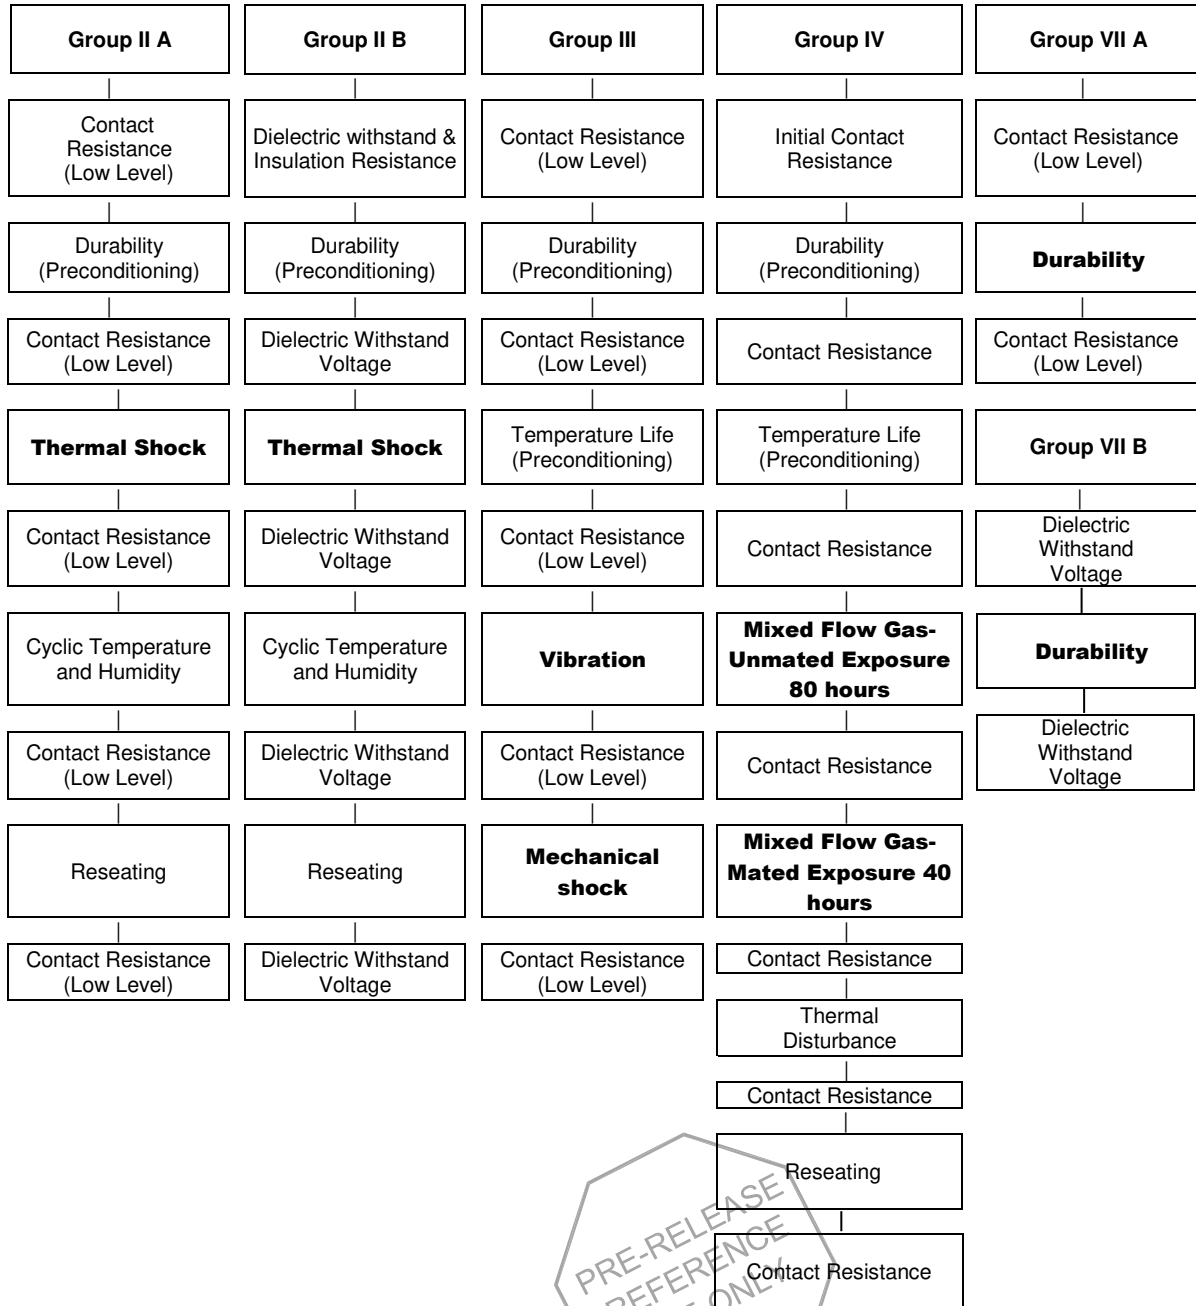 Group II A
Contact
Resistance
(Low Level)
Durability
(Preconditioning)
Contact Resistance
(Low Level)
Thermal Shock
Contact Resistance
(Low Level)
Cyclic Temperature
and Humidity
Contact Resistance
(Low Level)
Reseating
Contact Resistance
(Low Level)
Group II B
Dielectric withstand &
Insulation Resistance
Durability
(Preconditioning)
Dielectric Withstand
Voltage
Thermal Shock
Dielectric Withstand
Voltage
Cyclic Temperature
and Humidity
Dielectric Withstand
Voltage
Reseating
Dielectric Withstand
Voltage
Group III
Contact Resistance
(Low Level)
Durability
(Preconditioning)
Contact Resistance
(Low Level)
Temperature Life
(Preconditioning)
Contact Resistance
(Low Level)
Vibration
Contact Resistance
(Low Level)
Mechanical
shock
Contact Resistance
(Low Level)
Group IV
Initial Contact
Resistance
Durability
(Preconditioning)
Contact Resistance
Temperature Life
(Preconditioning)
Contact Resistance
Mixed Flow Gas-
Unmated Exposure
80 hours
Contact Resistance
Mixed Flow Gas-
Mated Exposure 40
hours
Contact Resistance
Thermal
Disturbance
Contact Resistance
Reseating
Contact Resistance
Group VII A
Contact Resistance
(Low Level)
Durability
Contact Resistance
(Low Level)
Group VII B
Dielectric
Withstand
Voltage
Durability
Dielectric
Withstand
Voltage
PRE-RELEASE
REFERENCE
ONLY